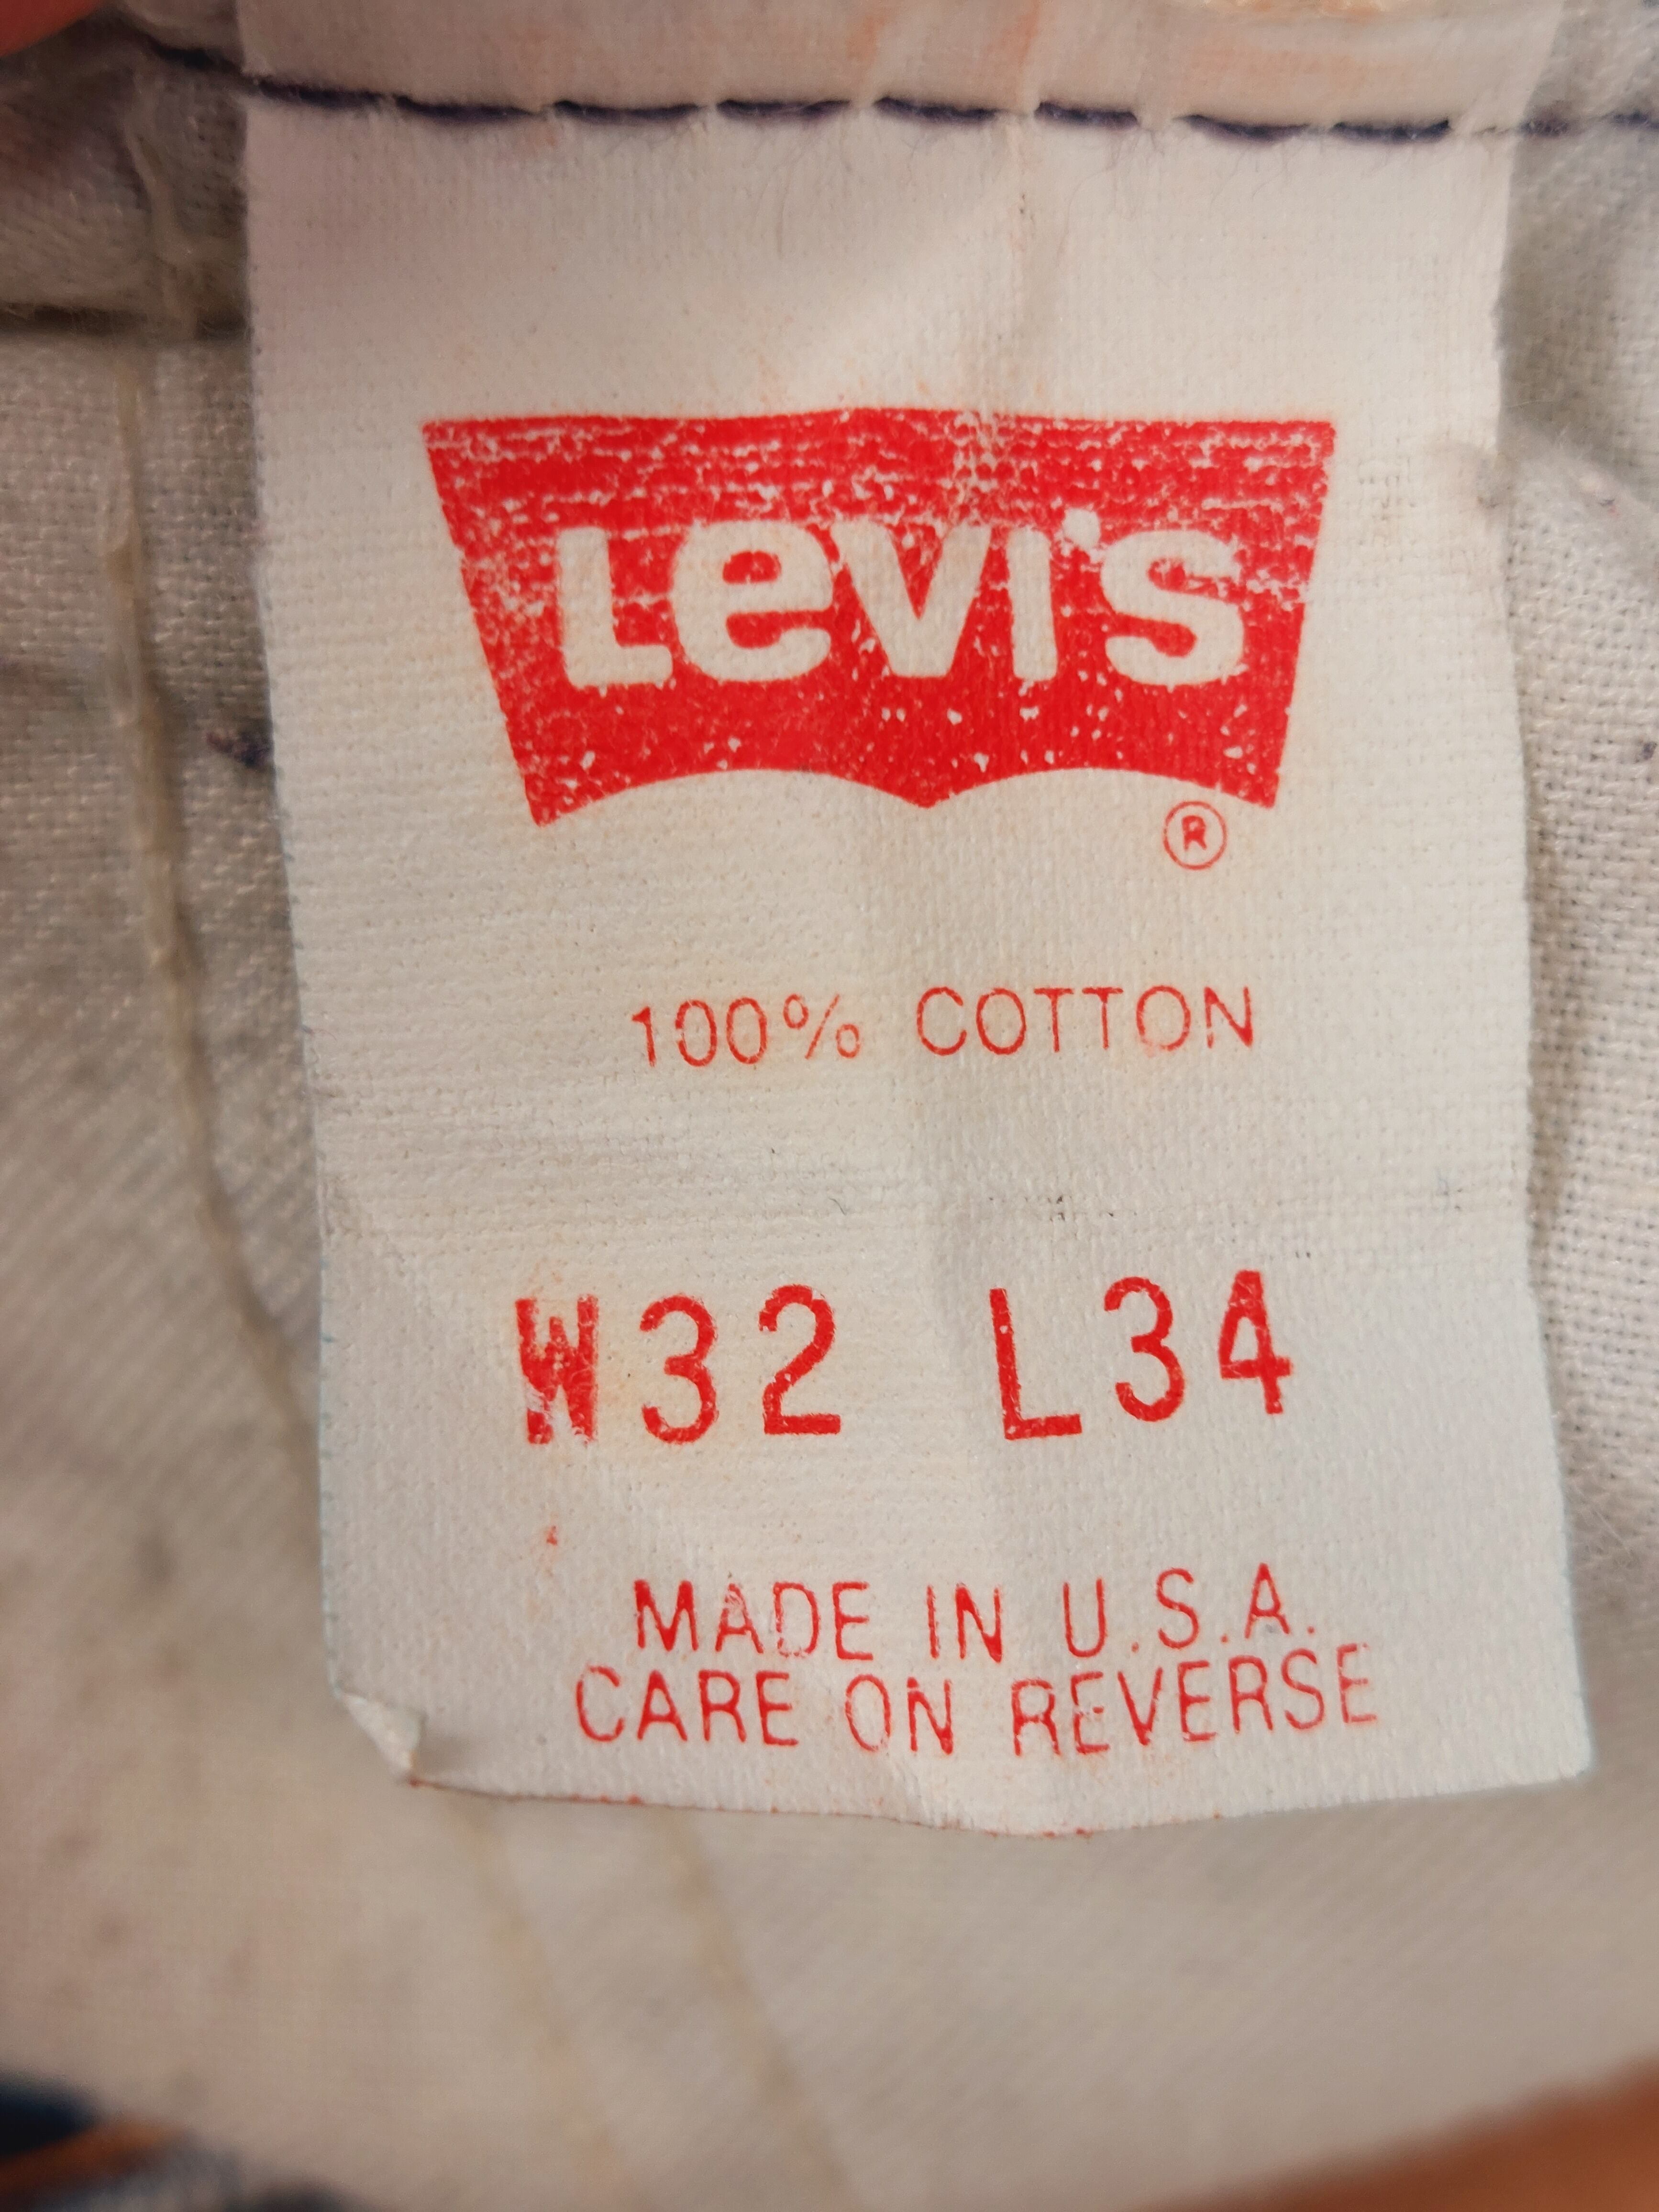 Levi's
®
100% COTTON
W32 L34
MADE IN U.S.A.
CARE ON REVERSE